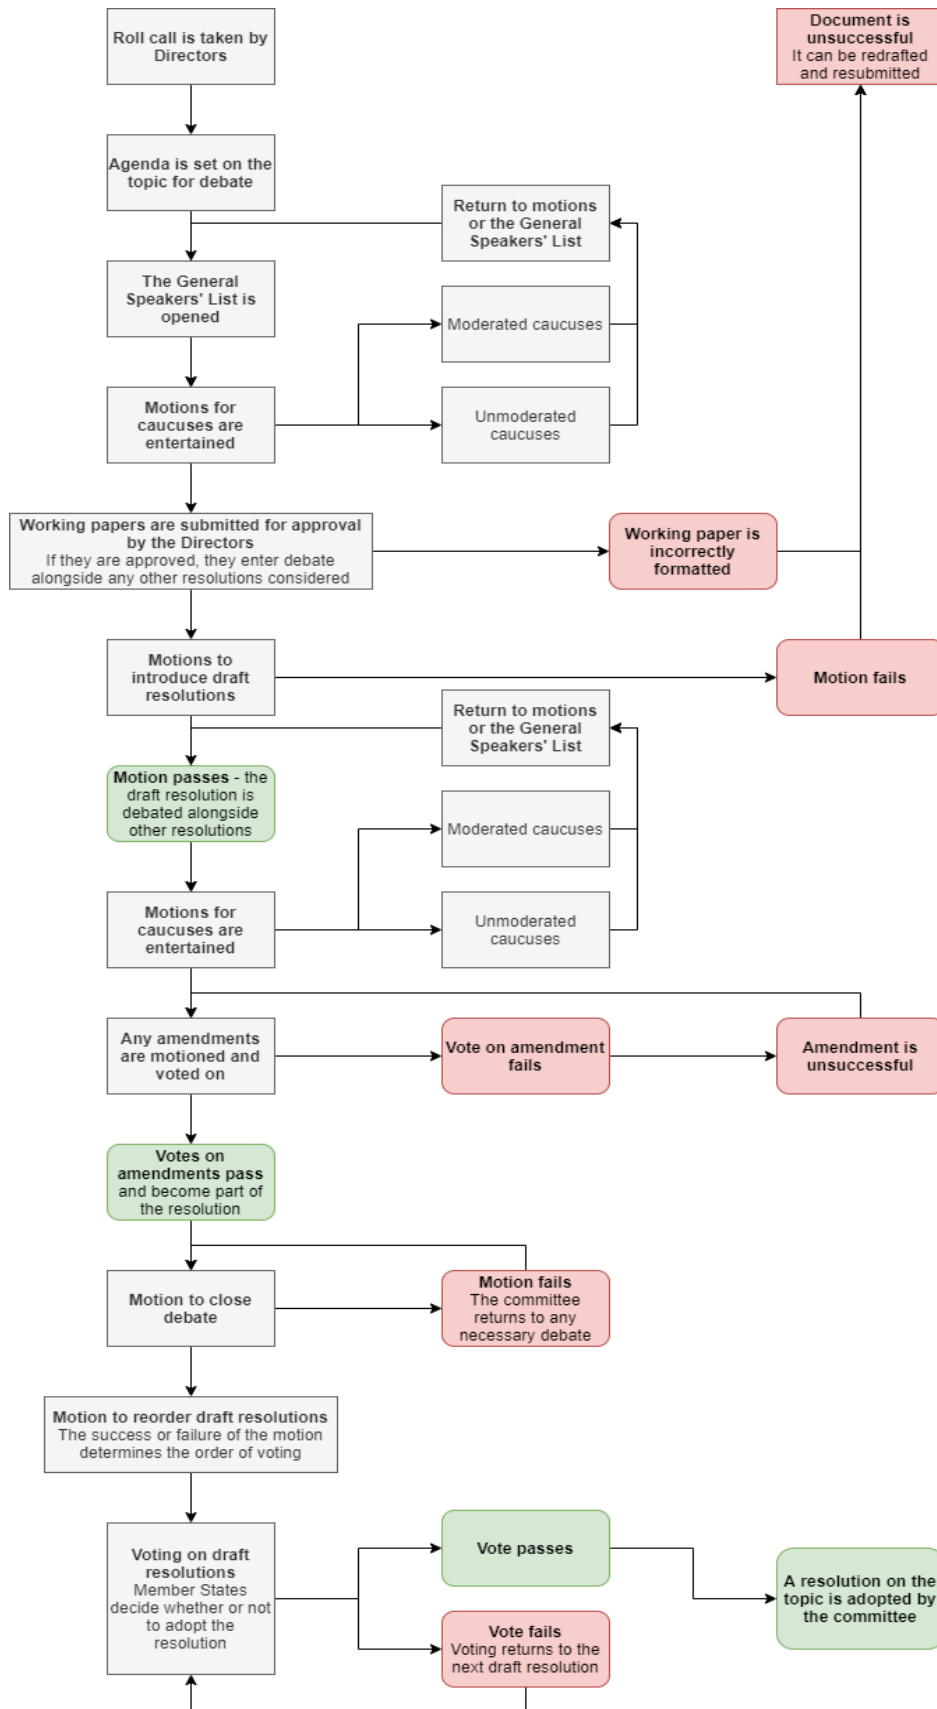 Roll call is taken by
Directors
Document is
unsuccessful
It can be redrafted
and resubmitted
Agenda is set on the
topic for debate
Return to motions
or the General
Speakers' List
The General
Speakers' List is
opened
Moderated caucuses
Motions for
caucuses are
entertained
Unmoderated
caucuses
Working papers are submitted for approval
by the Directors
If they are approved, they enter debate
alongside any other resolutions considered
Working paper is
incorrectly
formatted
Motions to
introduce draft
resolutions
Motion fails
Return to motions
or the General
Speakers' List
Motion passes - the
draft resolution is
debated alongside
other resolutions
Moderated caucuses
Motions for
caucuses are
entertained
Unmoderated
caucuses
Any amendments
are motioned and
voted on
Vote on amendment
fails
Amendment is
unsuccessful
Votes on
amendments pass
and become part of
the resolution
Motion to close
debate
Motion fails
The committee
returns to any
necessary debate
Motion to reorder draft resolutions
The success or failure of the motion
determines the order of voting
Voting on draft
resolutions
Member States
decide whether or not
to adopt the
resolution
Vote passes
A resolution on the
topic is adopted by
the committee
Vote fails
Voting returns to the
next draft resolution